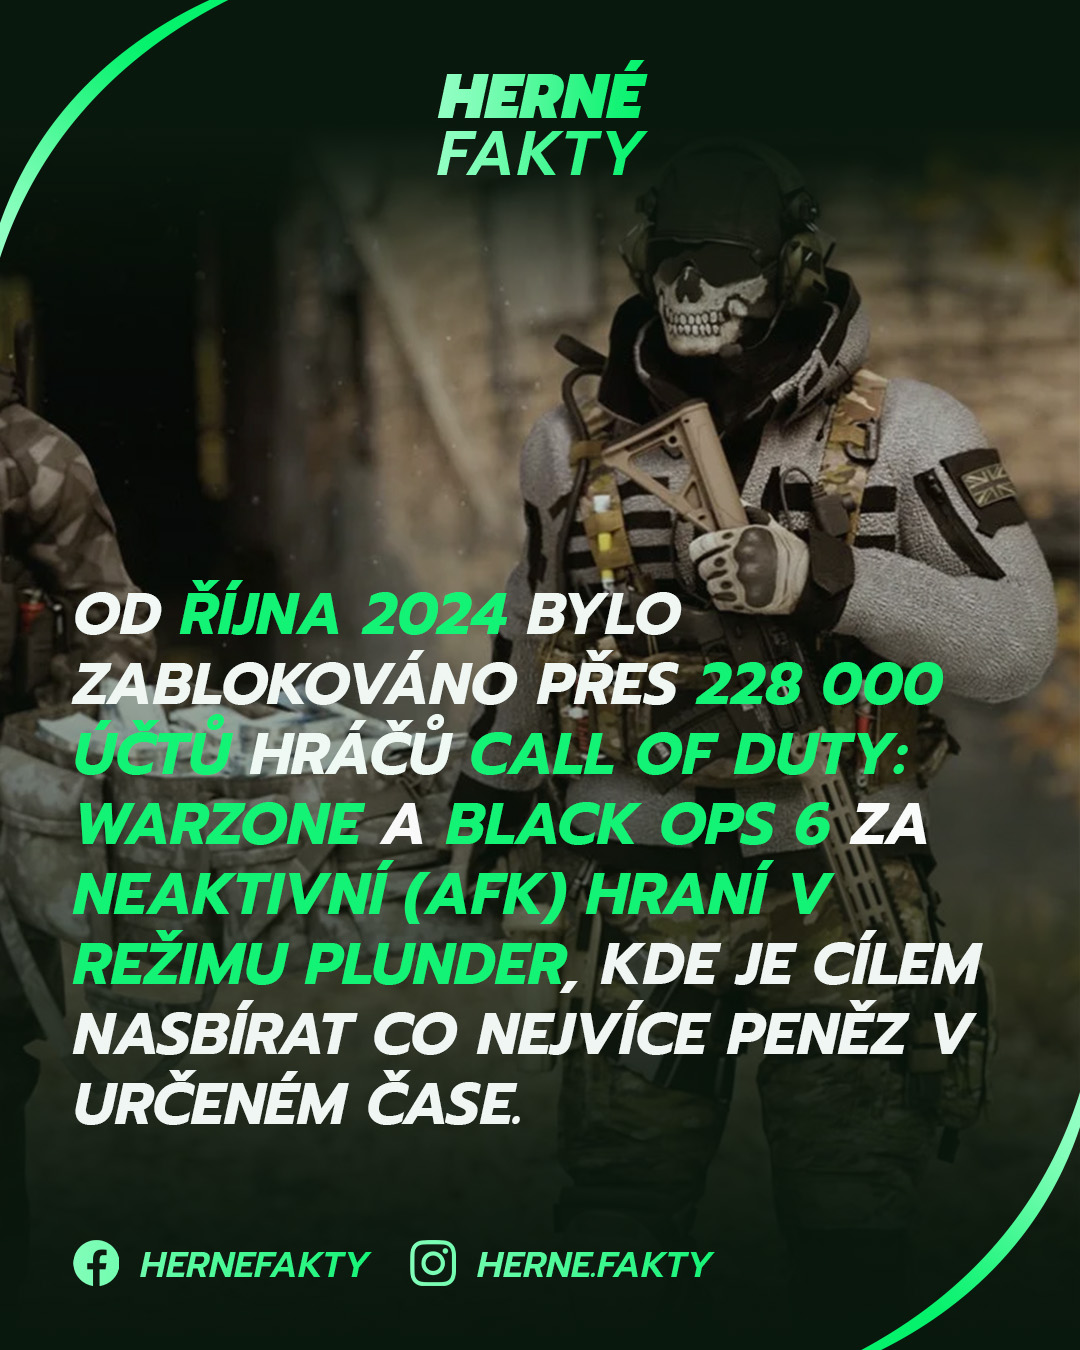 HERNÉ
FAKTY
OD ŘÍJNA 2024 BYLO
ZABLOKOVÁNO PŘES 228 000
ÚČTŮ HRÁČŮ CALL OF DUTY:
WARZONE A BLACK OPS 6 ZA
NEAKTIVNÍ (AFK) HRANÍ V
REŽIMU PLUNDER, KDE JE CÍLEM
NASBÍRAT CO NEJVÍCE PENĚZ V
URČENÉM ČASE.
HERNEFAKTY HERNE.FAKTY